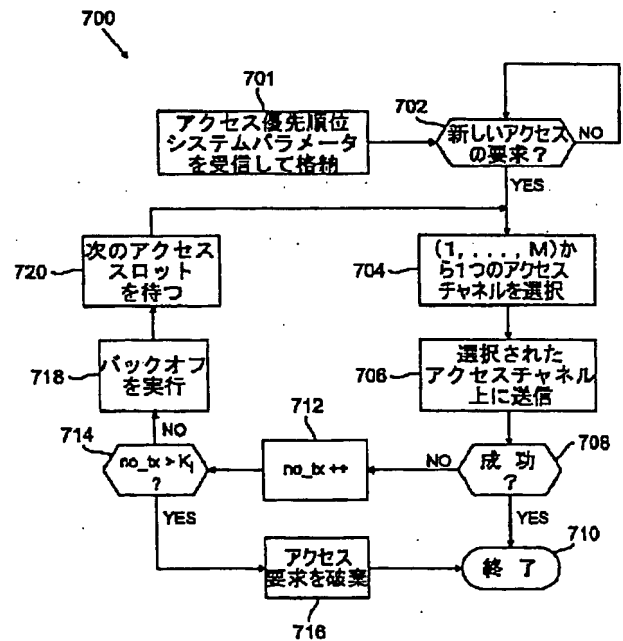 700
701
アクセス優先順位
システムパラメータ
を受信して格納
702
新しいアクセス
の要求?
NO
YES
720
次のアクセス
スロット
を待つ
704
(1, . . . , M)か
ら1つのアクセス
チャネルを選択
718
バックオフ
を実行
706
選択された
アクセスチャネル
上に送信
714
NO
no_tx > Ki
?
712
no_tx ++
NO
708
成 功
?
YES
YES
716
アクセス
要求を破棄
710
終 了